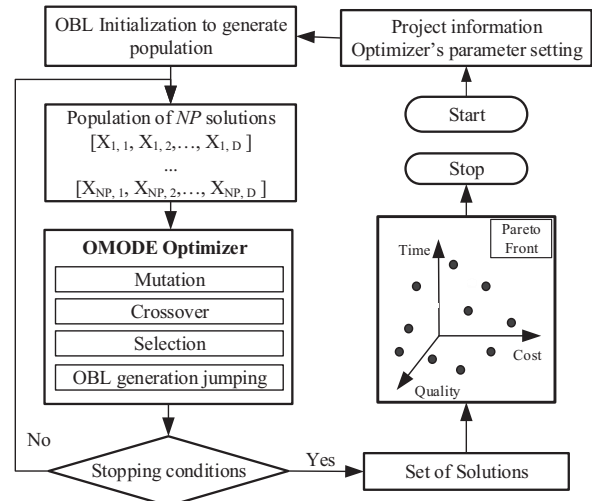 OBL Initialization to generate
population
Project information
Optimizer's parameter setting
Start
Population of NP solutions
[X1, 1, X1, 2,..., X1, D ]
...
[XNP, 1, XNP, 2,..., XNP, D ]
Stop
OMODE Optimizer
Mutation
Crossover
Selection
OBL generation jumping
Pareto
Front
Time
Cost
Quality
No
Stopping conditions
Yes
Set of Solutions